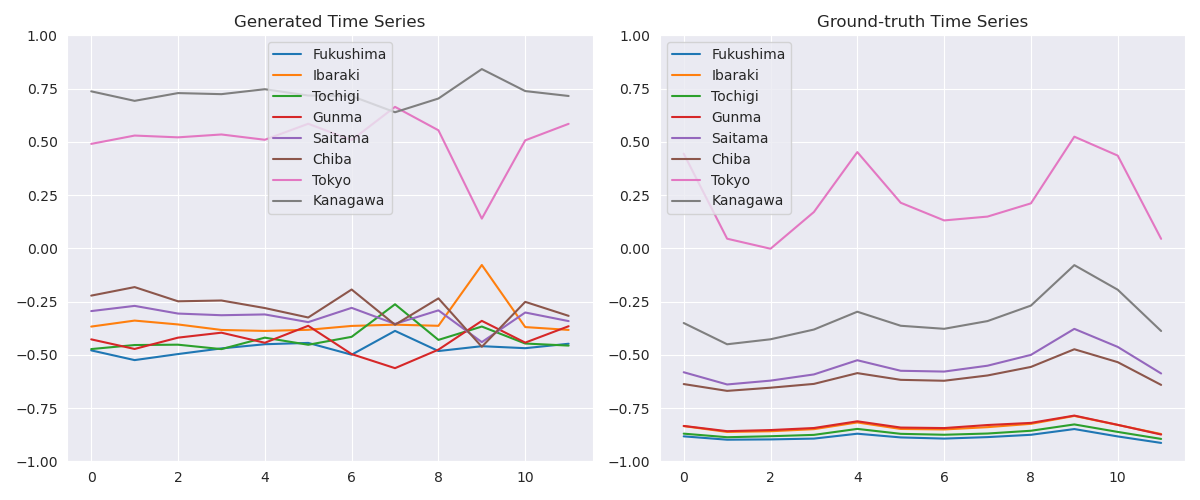 Generated Time Series
1.00
0.75
0.50
0.25
0.00
−0.25
−0.50
−0.75
−1.00
0 2 4 6 8 10
Fukushima
Ibaraki
Tochigi
Gunma
Saitama
Chiba
Tokyo
Kanagawa
Ground-truth Time Series
1.00
0.75
0.50
0.25
0.00
−0.25
−0.50
−0.75
−1.00
0 2 4 6 8 10
Fukushima
Ibaraki
Tochigi
Gunma
Saitama
Chiba
Tokyo
Kanagawa